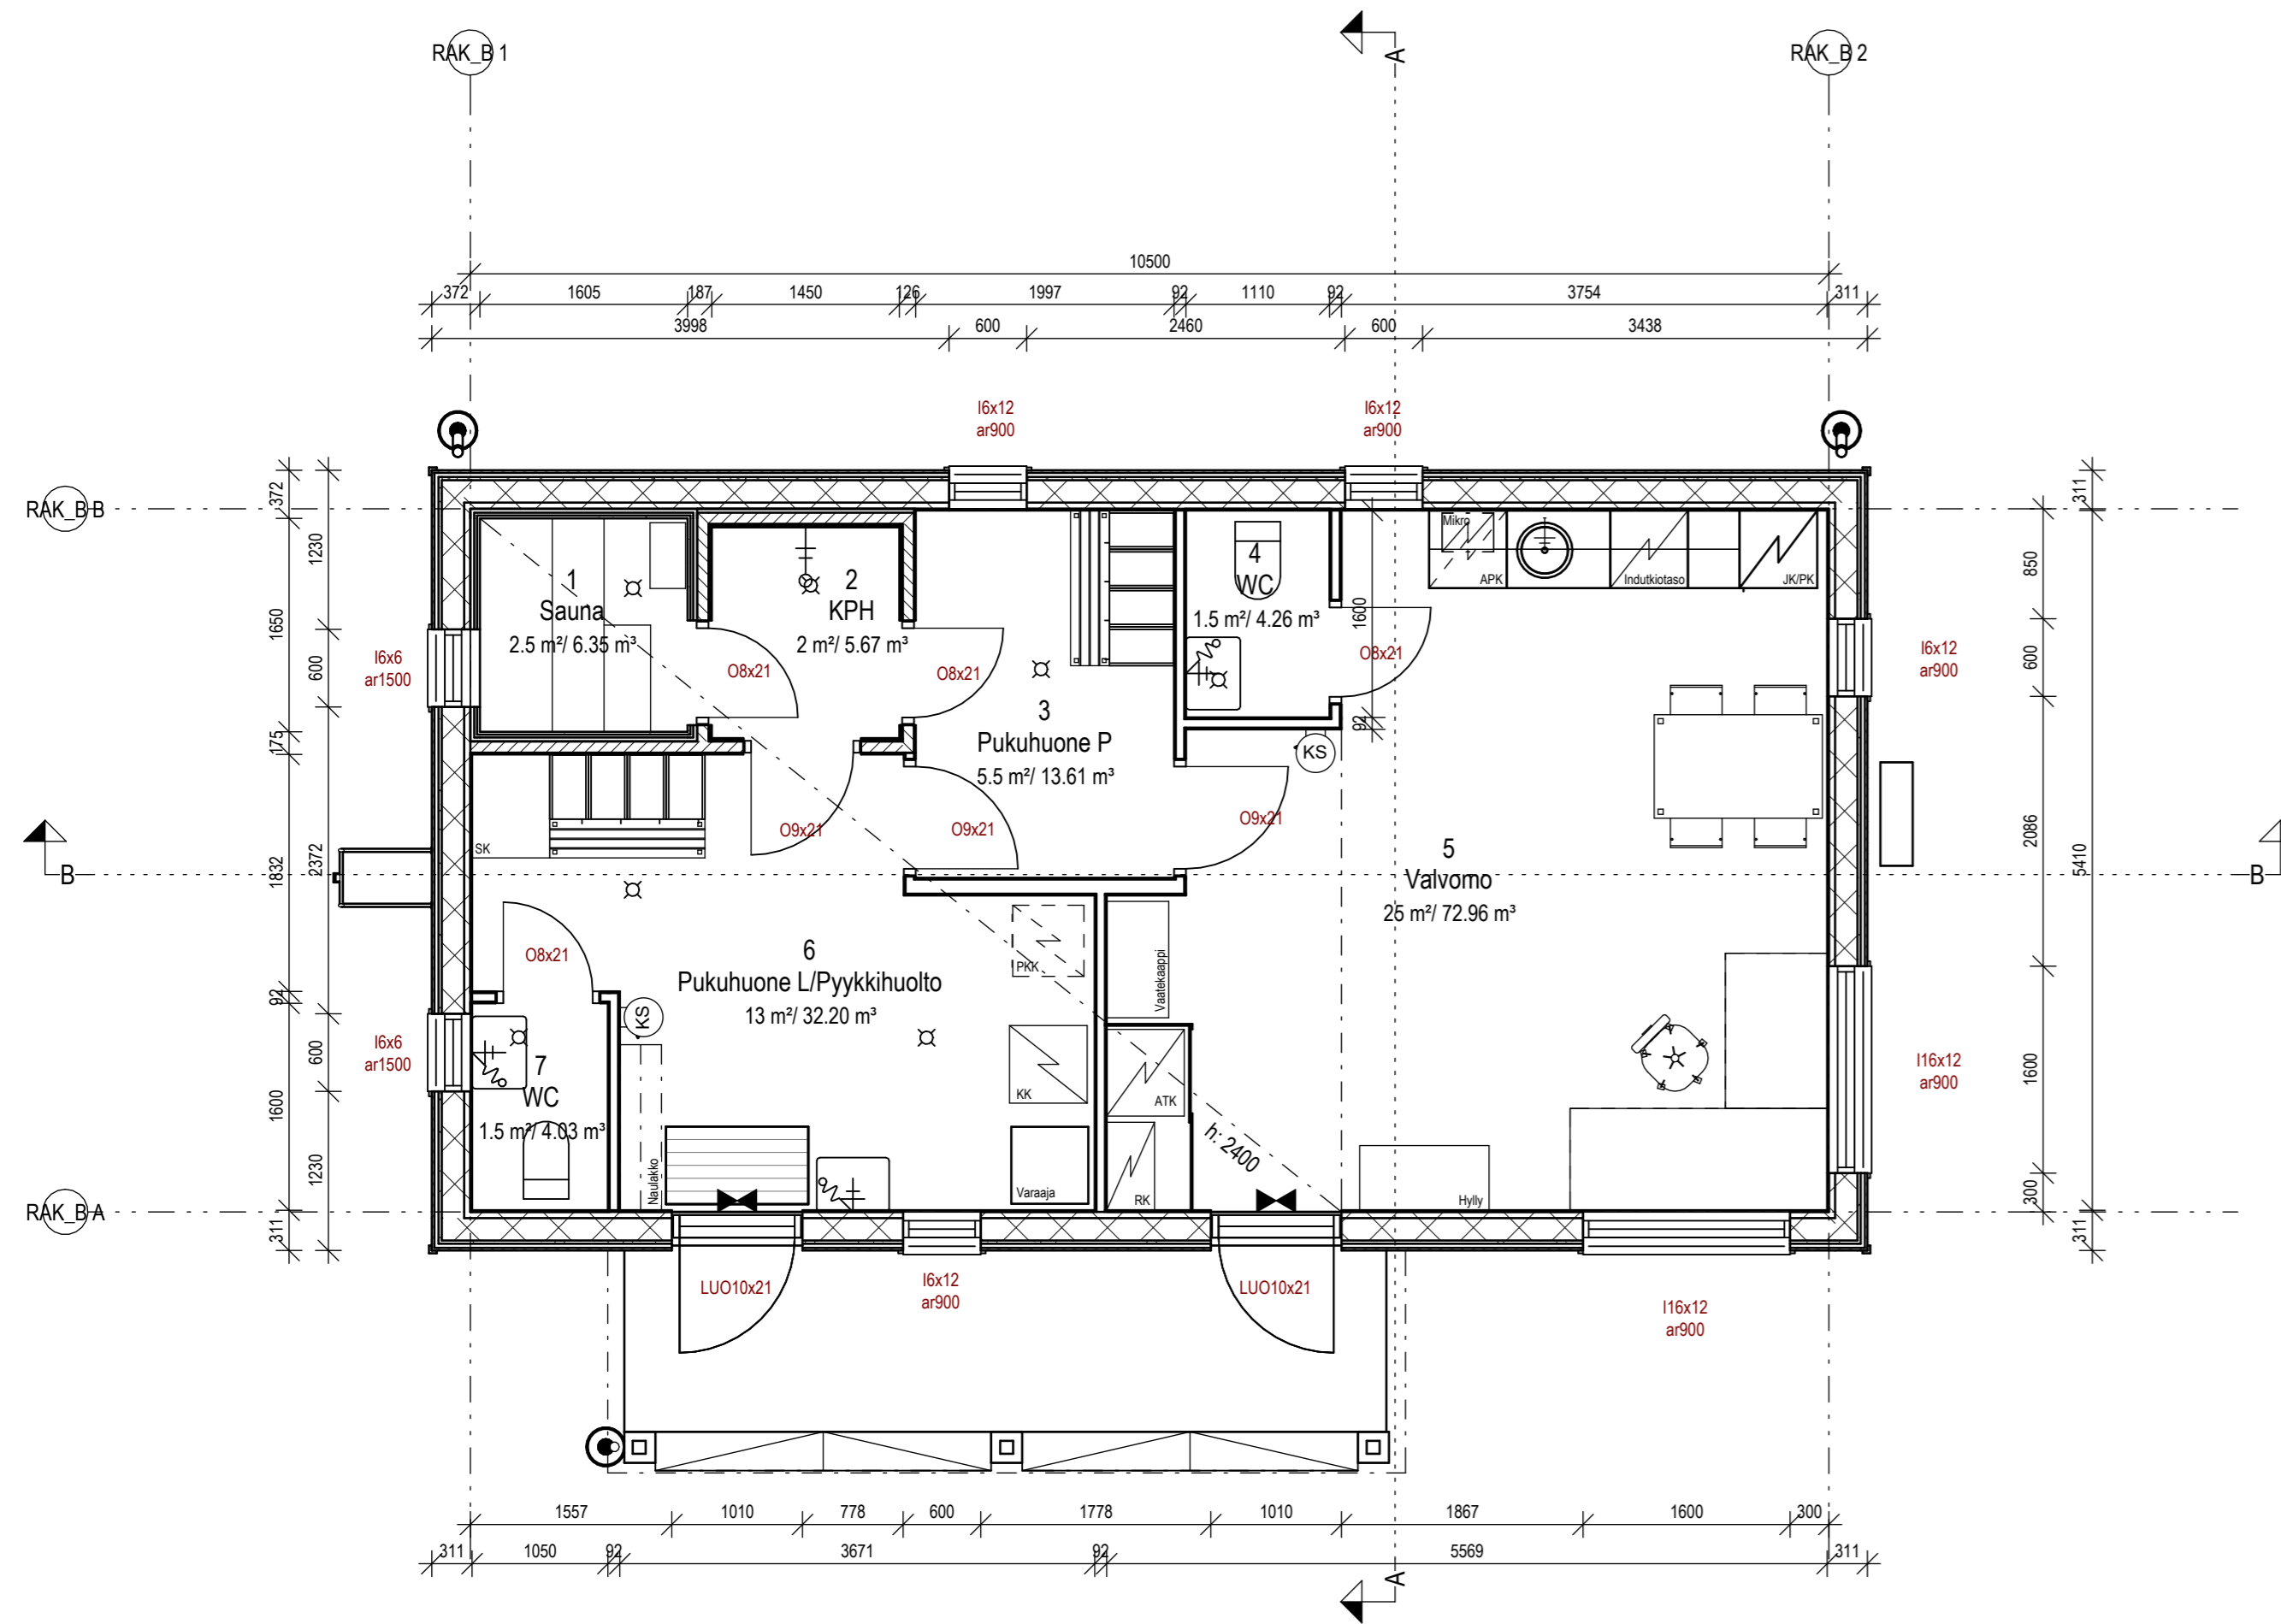 RAK_B 1
A
RAK_B 2
10500
372
1605
187
1450
126
1997
92
1110
92
3754
311
3998
600
2460
600
3438
I6x12
ar900
I6x12
ar900
RAK_B B
372
1230
1650
600
175
1832
2372
92
600
1600
1230
311
I6x6
ar1500
I6x6
ar1500
1
Sauna
2.5 m²/ 6.35 m³
2
KPH
2 m²/ 5.67 m³
O8x21
O8x21
3
Pukuhuone P
5.5 m²/ 13.61 m³
4
WC
1.5 m²/ 4.26 m³
1600
92
O8x21
Mikro
APK
Indutkiotaso
JK/PK
KS
O9x21
O9x21
O9x21
SK
5
Valvomo
25 m²/ 72.96 m³
311
850
600
2086
5410
1600
300
311
I6x12
ar900
I16x12
ar900
B
B
O8x21
6
Pukuhuone L/Pyykkihuolto
13 m²/ 32.20 m³
PKK
Vaatekaappi
KS
KK
ATK
7
WC
1.5 m²/ 4.03 m³
Naulakko
Varaaja
RK
h: 2400
Hylly
RAK_B A
LUO10x21
I6x12
ar900
LUO10x21
I16x12
ar900
1557
1010
778
600
1778
1010
1867
1600
300
311
1050
92
3671
92
5569
311
A